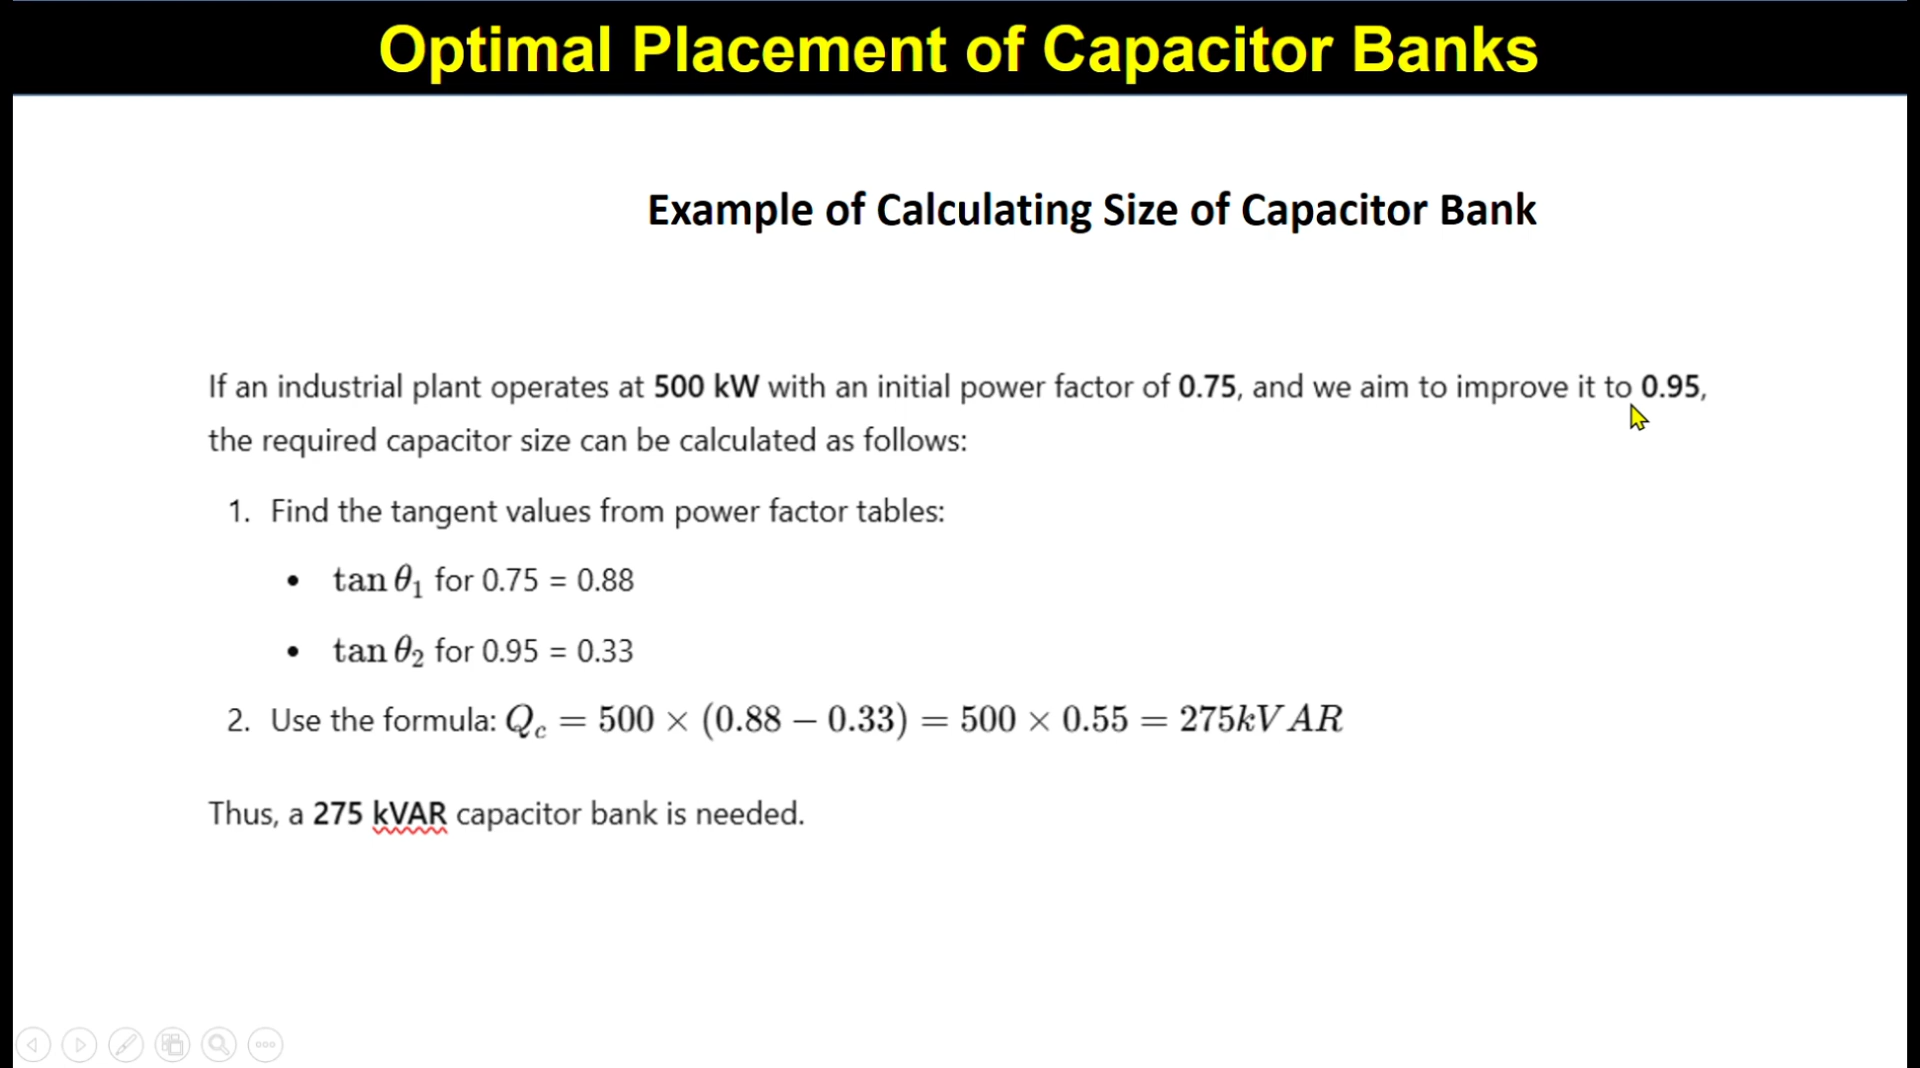 Optimal Placement of Capacitor Banks
Example of Calculating Size of Capacitor Bank
If an industrial plant operates at 500 kW with an initial power factor of 0.75, and we aim to improve it to 0.95,
the required capacitor size can be calculated as follows:
1. Find the tangent values from power factor tables:
• tan θ₁ for 0.75 = 0.88
• tan θ₂ for 0.95 = 0.33
2. Use the formula: Q_c = 500 × (0.88 − 0.33) = 500 × 0.55 = 275kVAR
Thus, a 275 kVAR capacitor bank is needed.